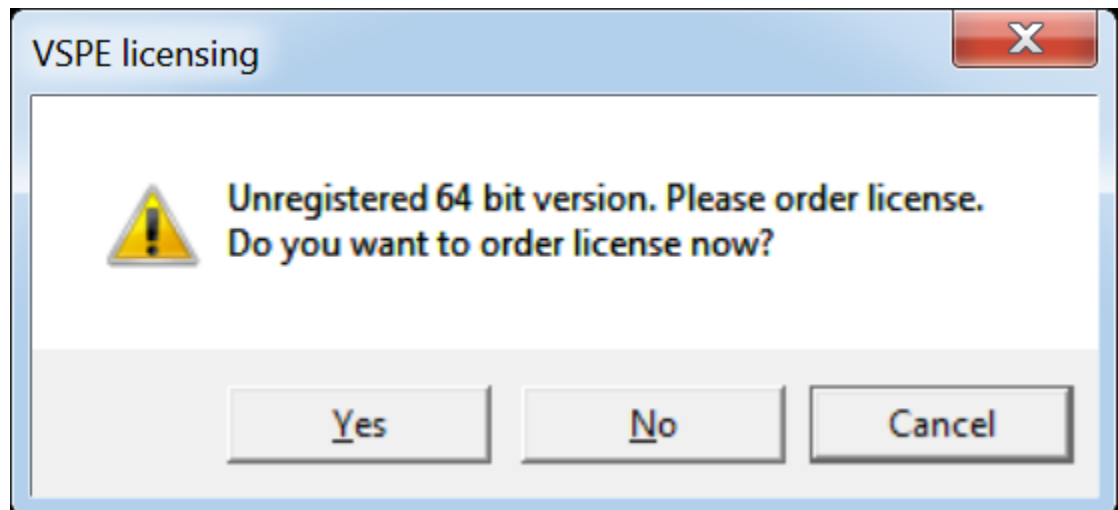 VSPE licensing
X
Unregistered 64 bit version. Please order license.
Do you want to order license now?
Yes
No
Cancel